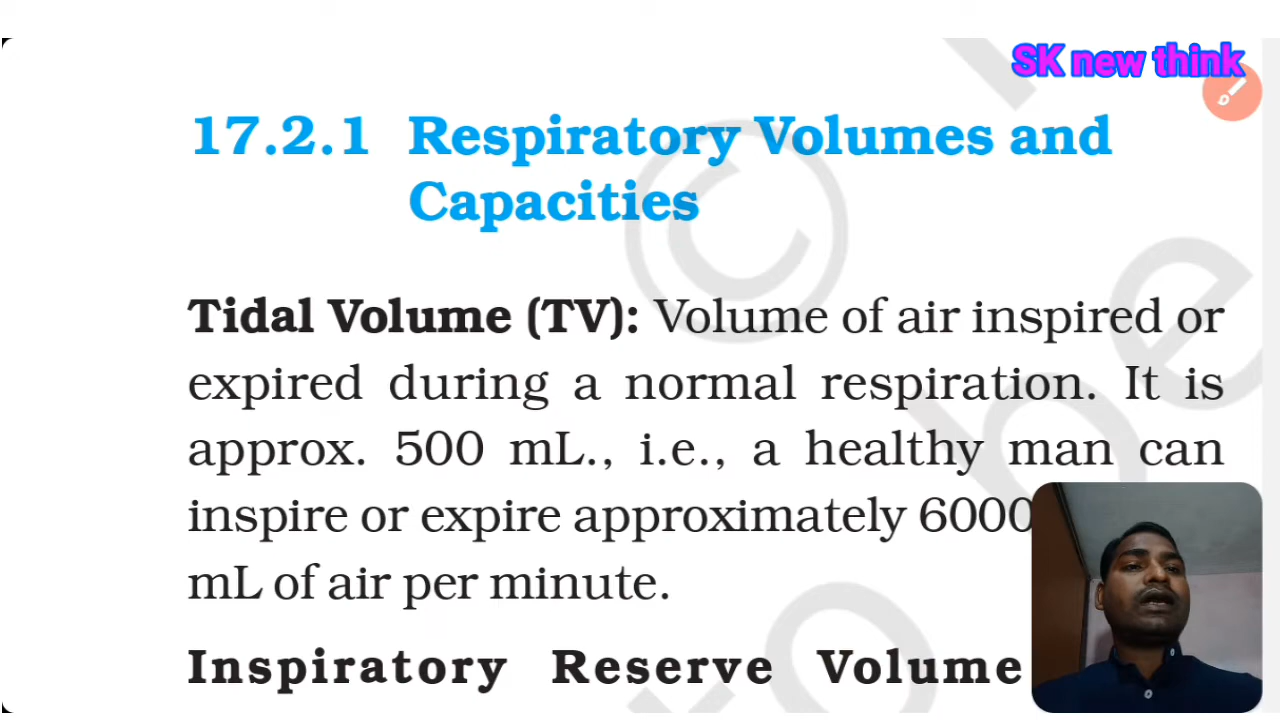 SK new think
17.2.1 Respiratory Volumes and
Capacities
Tidal Volume (TV): Volume of air inspired or
expired during a normal respiration. It is
approx. 500 mL., i.e., a healthy man can
inspire or expire approximately 6000
mL of air per minute.
Inspiratory Reserve Volume